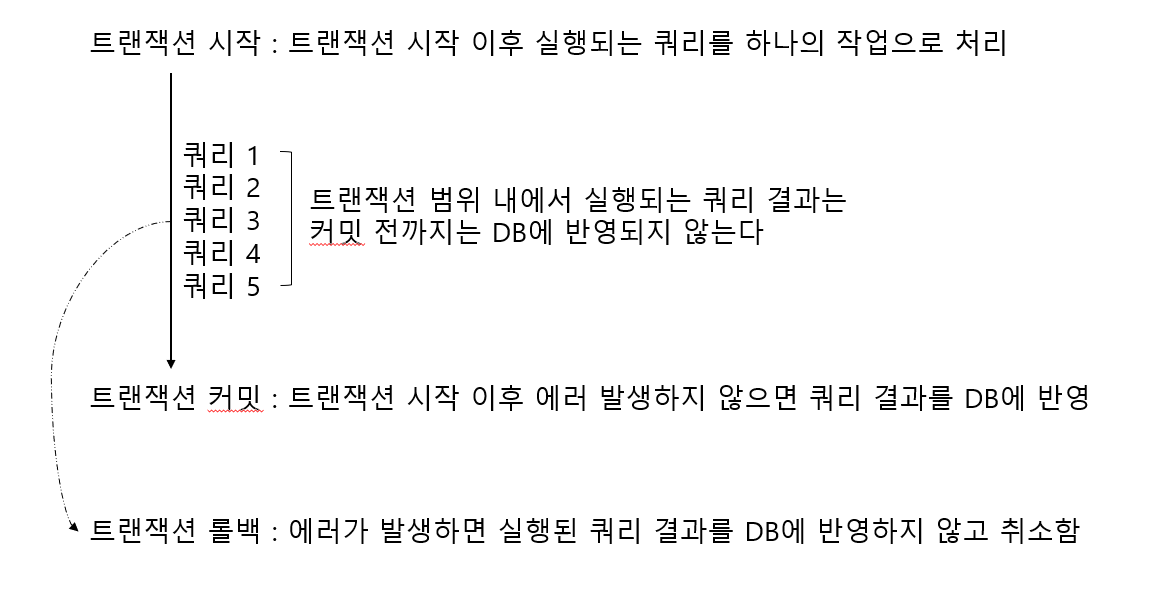 트랜잭션 시작 : 트랜잭션 시작 이후 실행되는 쿼리를 하나의 작업으로 처리
쿼리 1
쿼리 2
쿼리 3
쿼리 4
쿼리 5
트랜잭션 범위 내에서 실행되는 쿼리 결과는
커밋 전까지는 DB에 반영되지 않는다
트랜잭션 커밋 : 트랜잭션 시작 이후 에러 발생하지 않으면 쿼리 결과를 DB에 반영
트랜잭션 롤백 : 에러가 발생하면 실행된 쿼리 결과를 DB에 반영하지 않고 취소함